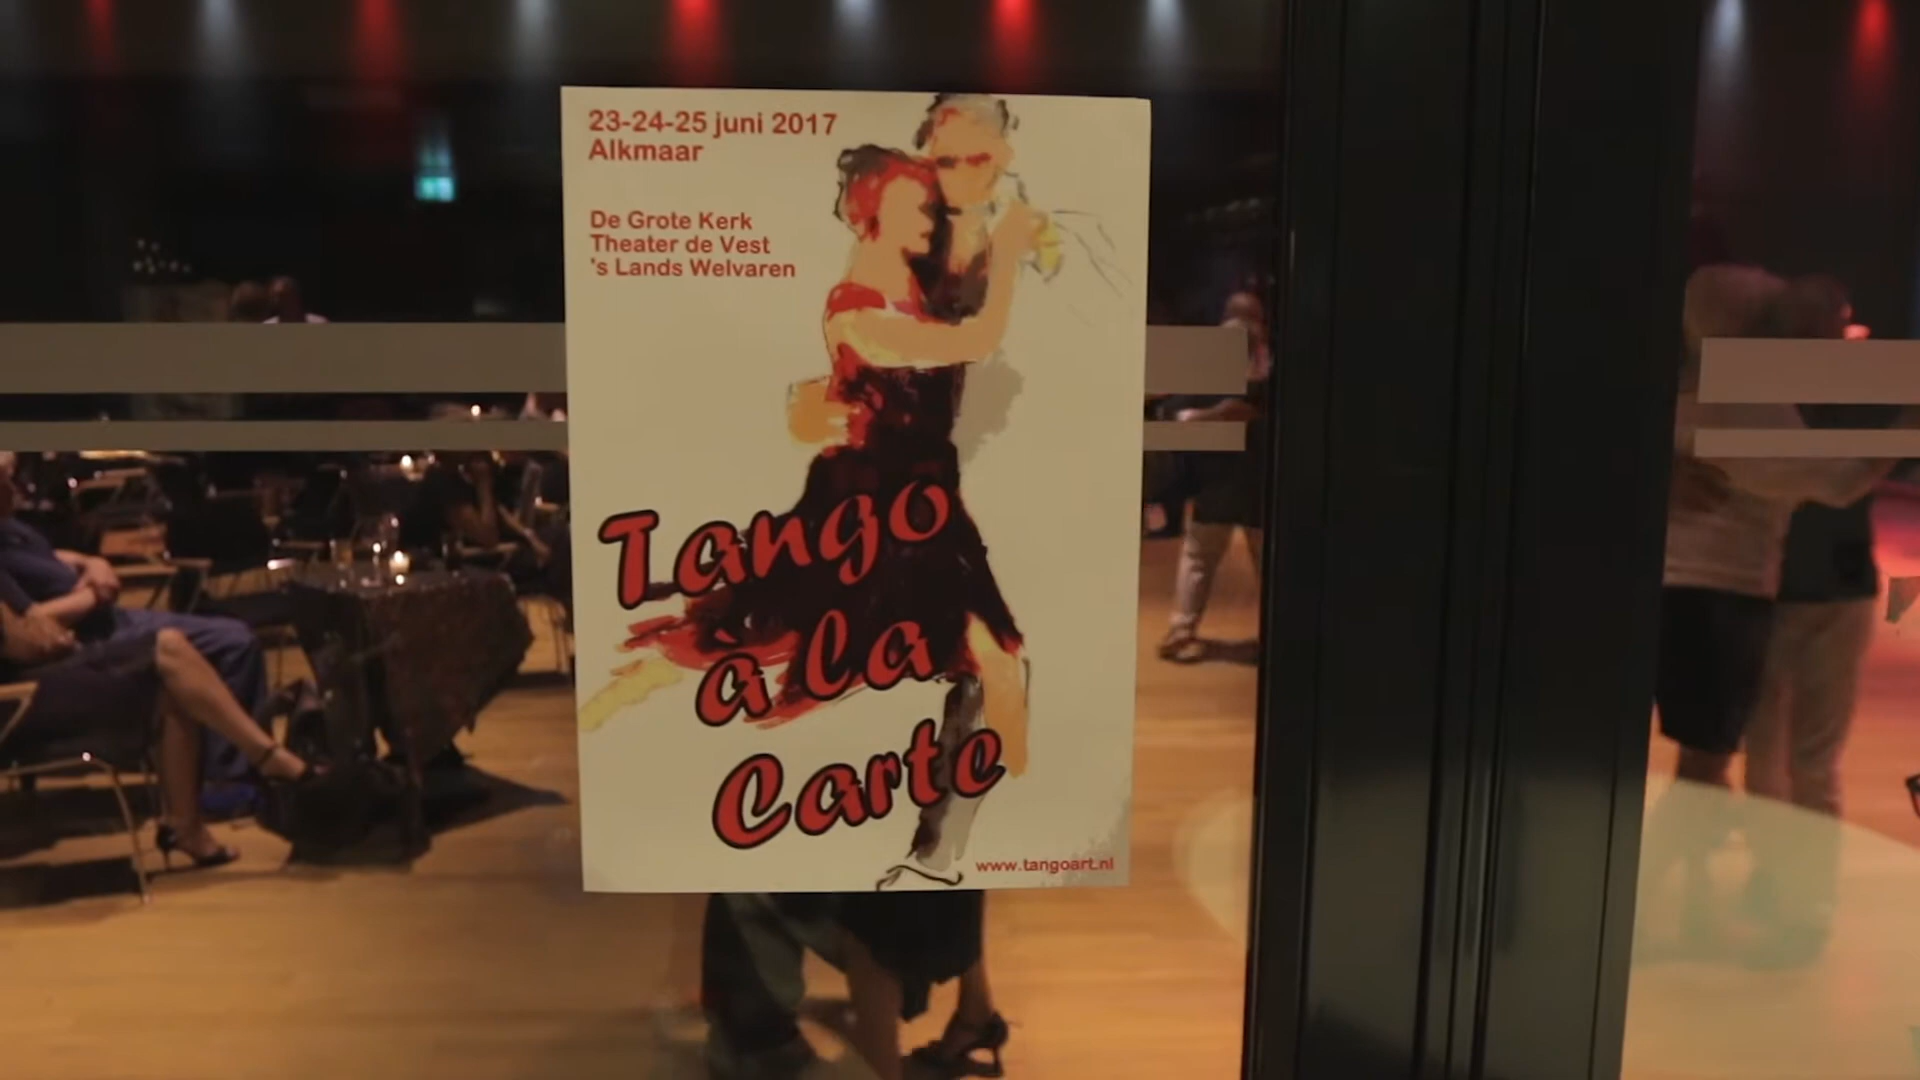 23-24-25 juni 2017
Alkmaar
De Grote Kerk
Theater de Vest
's Lands Welvaren
Tango
à la
Carte
www.tangoart.nl